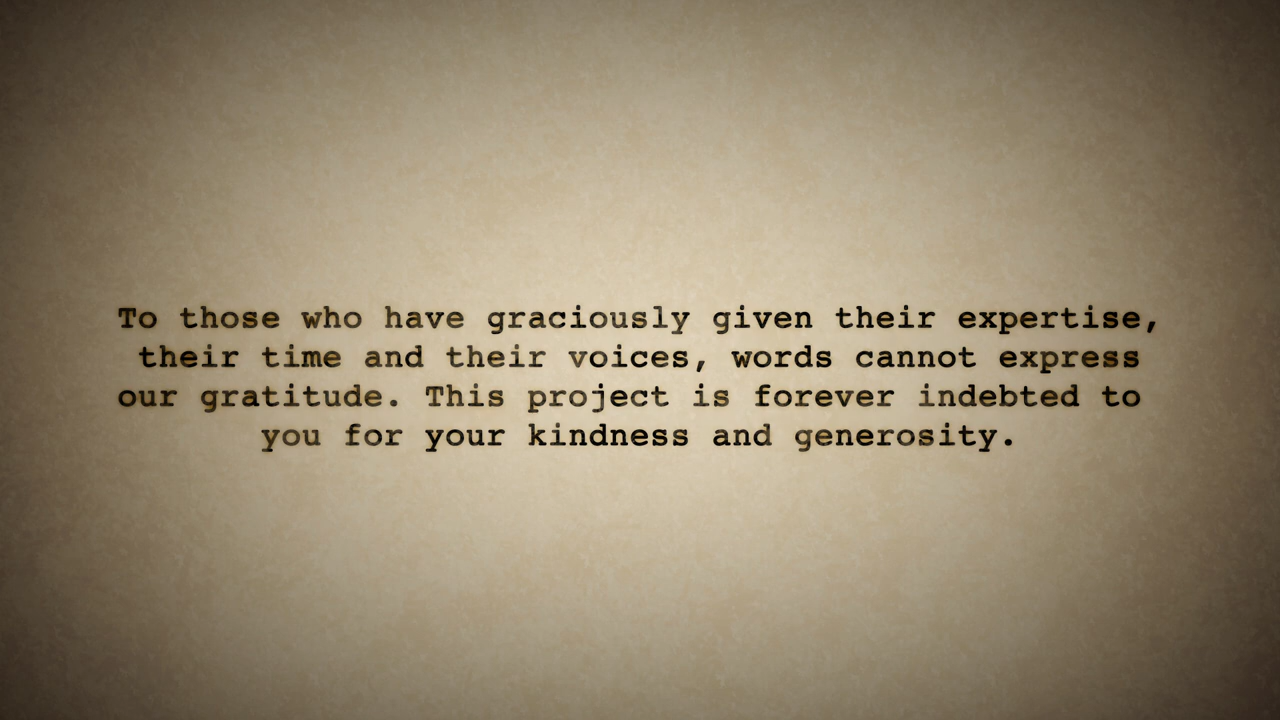 To those who have graciously given their expertise,
their time and their voices, words cannot express
our gratitude. This project is forever indebted to
you for your kindness and generosity.